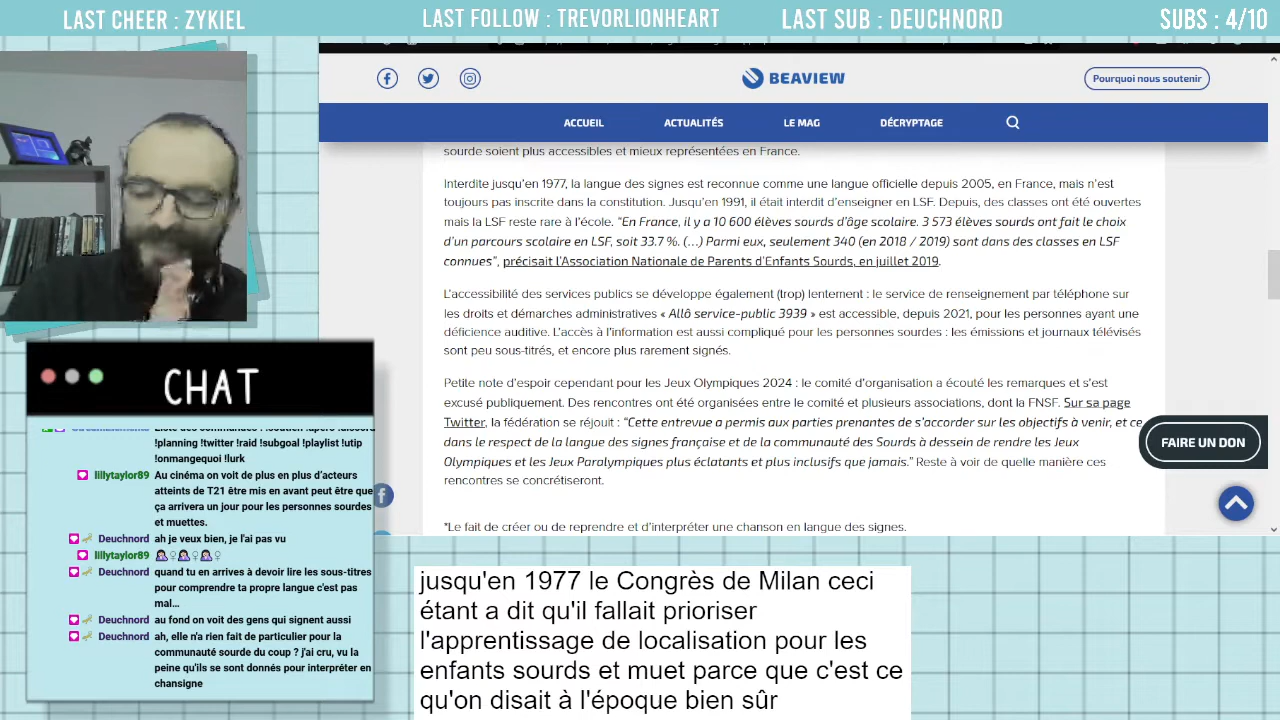 LAST CHEER : ZYKIEL
LAST FOLLOW : TREVORLIONHEART
LAST SUB : DEUCHNORD
SUBS : 4/10
BEAVIEW
Pourquoi nous soutenir
ACCUEIL
ACTUALITÉS
LE MAG
DÉCRYPTAGE
sourde soient plus accessibles et mieux représentées en France.
Interdite jusqu'en 1977, la langue des signes est reconnue comme une langue officielle depuis 2005, en France, mais n'est
toujours pas inscrite dans la constitution. Jusqu'en 1991, il était interdit d'enseigner en LSF. Depuis, des classes ont été ouvertes
mais la LSF reste rare à l'école. "En France, il y a 10 600 élèves sourds d'âge scolaire. 3 573 élèves sourds ont fait le choix
d'un parcours scolaire en LSF, soit 33.7 %. (...) Parmi eux, seulement 340 (en 2018 / 2019) sont dans des classes en LSF
connues", précisait l'Association Nationale de Parents d'Enfants Sourds, en juillet 2019.
L'accessibilité des services publics se développe également (trop) lentement : le service de renseignement par téléphone sur
les droits et démarches administratives « Allô service-public 3939 » est accessible, depuis 2021, pour les personnes ayant une
déficience auditive. L'accès à l'information est aussi compliqué pour les personnes sourdes : les émissions et journaux télévisés
sont peu sous-titrés, et encore plus rarement signés.
Petite note d'espoir cependant pour les Jeux Olympiques 2024 : le comité d'organisation a écouté les remarques et s'est
excusé publiquement. Des rencontres ont été organisées entre le comité et plusieurs associations, dont la FNSF. Sur sa page
Twitter, la fédération se réjouit : "Cette entrevue a permis aux parties prenantes de s'accorder sur les objectifs à venir, et ce
dans le respect de la langue des signes française et de la communauté des Sourds à dessein de rendre les Jeux
Olympiques et les Jeux Paralympiques plus éclatants et plus inclusifs que jamais." Reste à voir de quelle manière ces
rencontres se concrétiseront.
*Le fait de créer ou de reprendre et d'interpréter une chanson en langue des signes.
FAIRE UN DON
CHAT
!planning !twitter !raid !subgoal !playlist !utip
!onmangequoi !lurk
lillytaylor89 Au cinéma on voit de plus en plus d'acteurs
atteints de T21 être mis en avant peut être que
ça arrivera un jour pour les personnes sourdes
et muettes.
Deuchnord ah je veux bien, je l'ai pas vu
lillytaylor89 🤷🏻‍♀🤷🏻‍♀🤷🏻‍♀
Deuchnord quand tu en arrives à devoir lire les sous-titres
pour comprendre ta propre langue c'est pas
mal...
Deuchnord au fond on voit des gens qui signent aussi
Deuchnord ah, elle n'a rien fait de particulier pour la
communauté sourde du coup ? j'ai cru, vu la
peine qu'ils se sont donnés pour interpréter en
chansigne
jusqu'en 1977 le Congrès de Milan ceci
étant a dit qu'il fallait prioriser
l'apprentissage de localisation pour les
enfants sourds et muet parce que c'est ce
qu'on disait à l'époque bien sûr